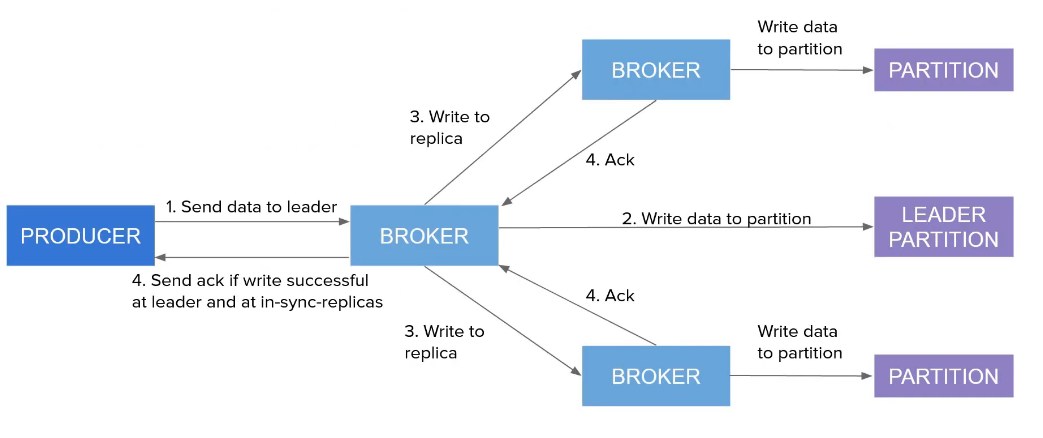 Write data
to partition
BROKER
PARTITION
3. Write to
replica
4. Ack
1. Send data to leader
PRODUCER
BROKER
2. Write data to partition
LEADER
PARTITION
4. Send ack if write successful
at leader and at in-sync-replicas
4. Ack
3. Write to
replica
Write data
to partition
BROKER
PARTITION